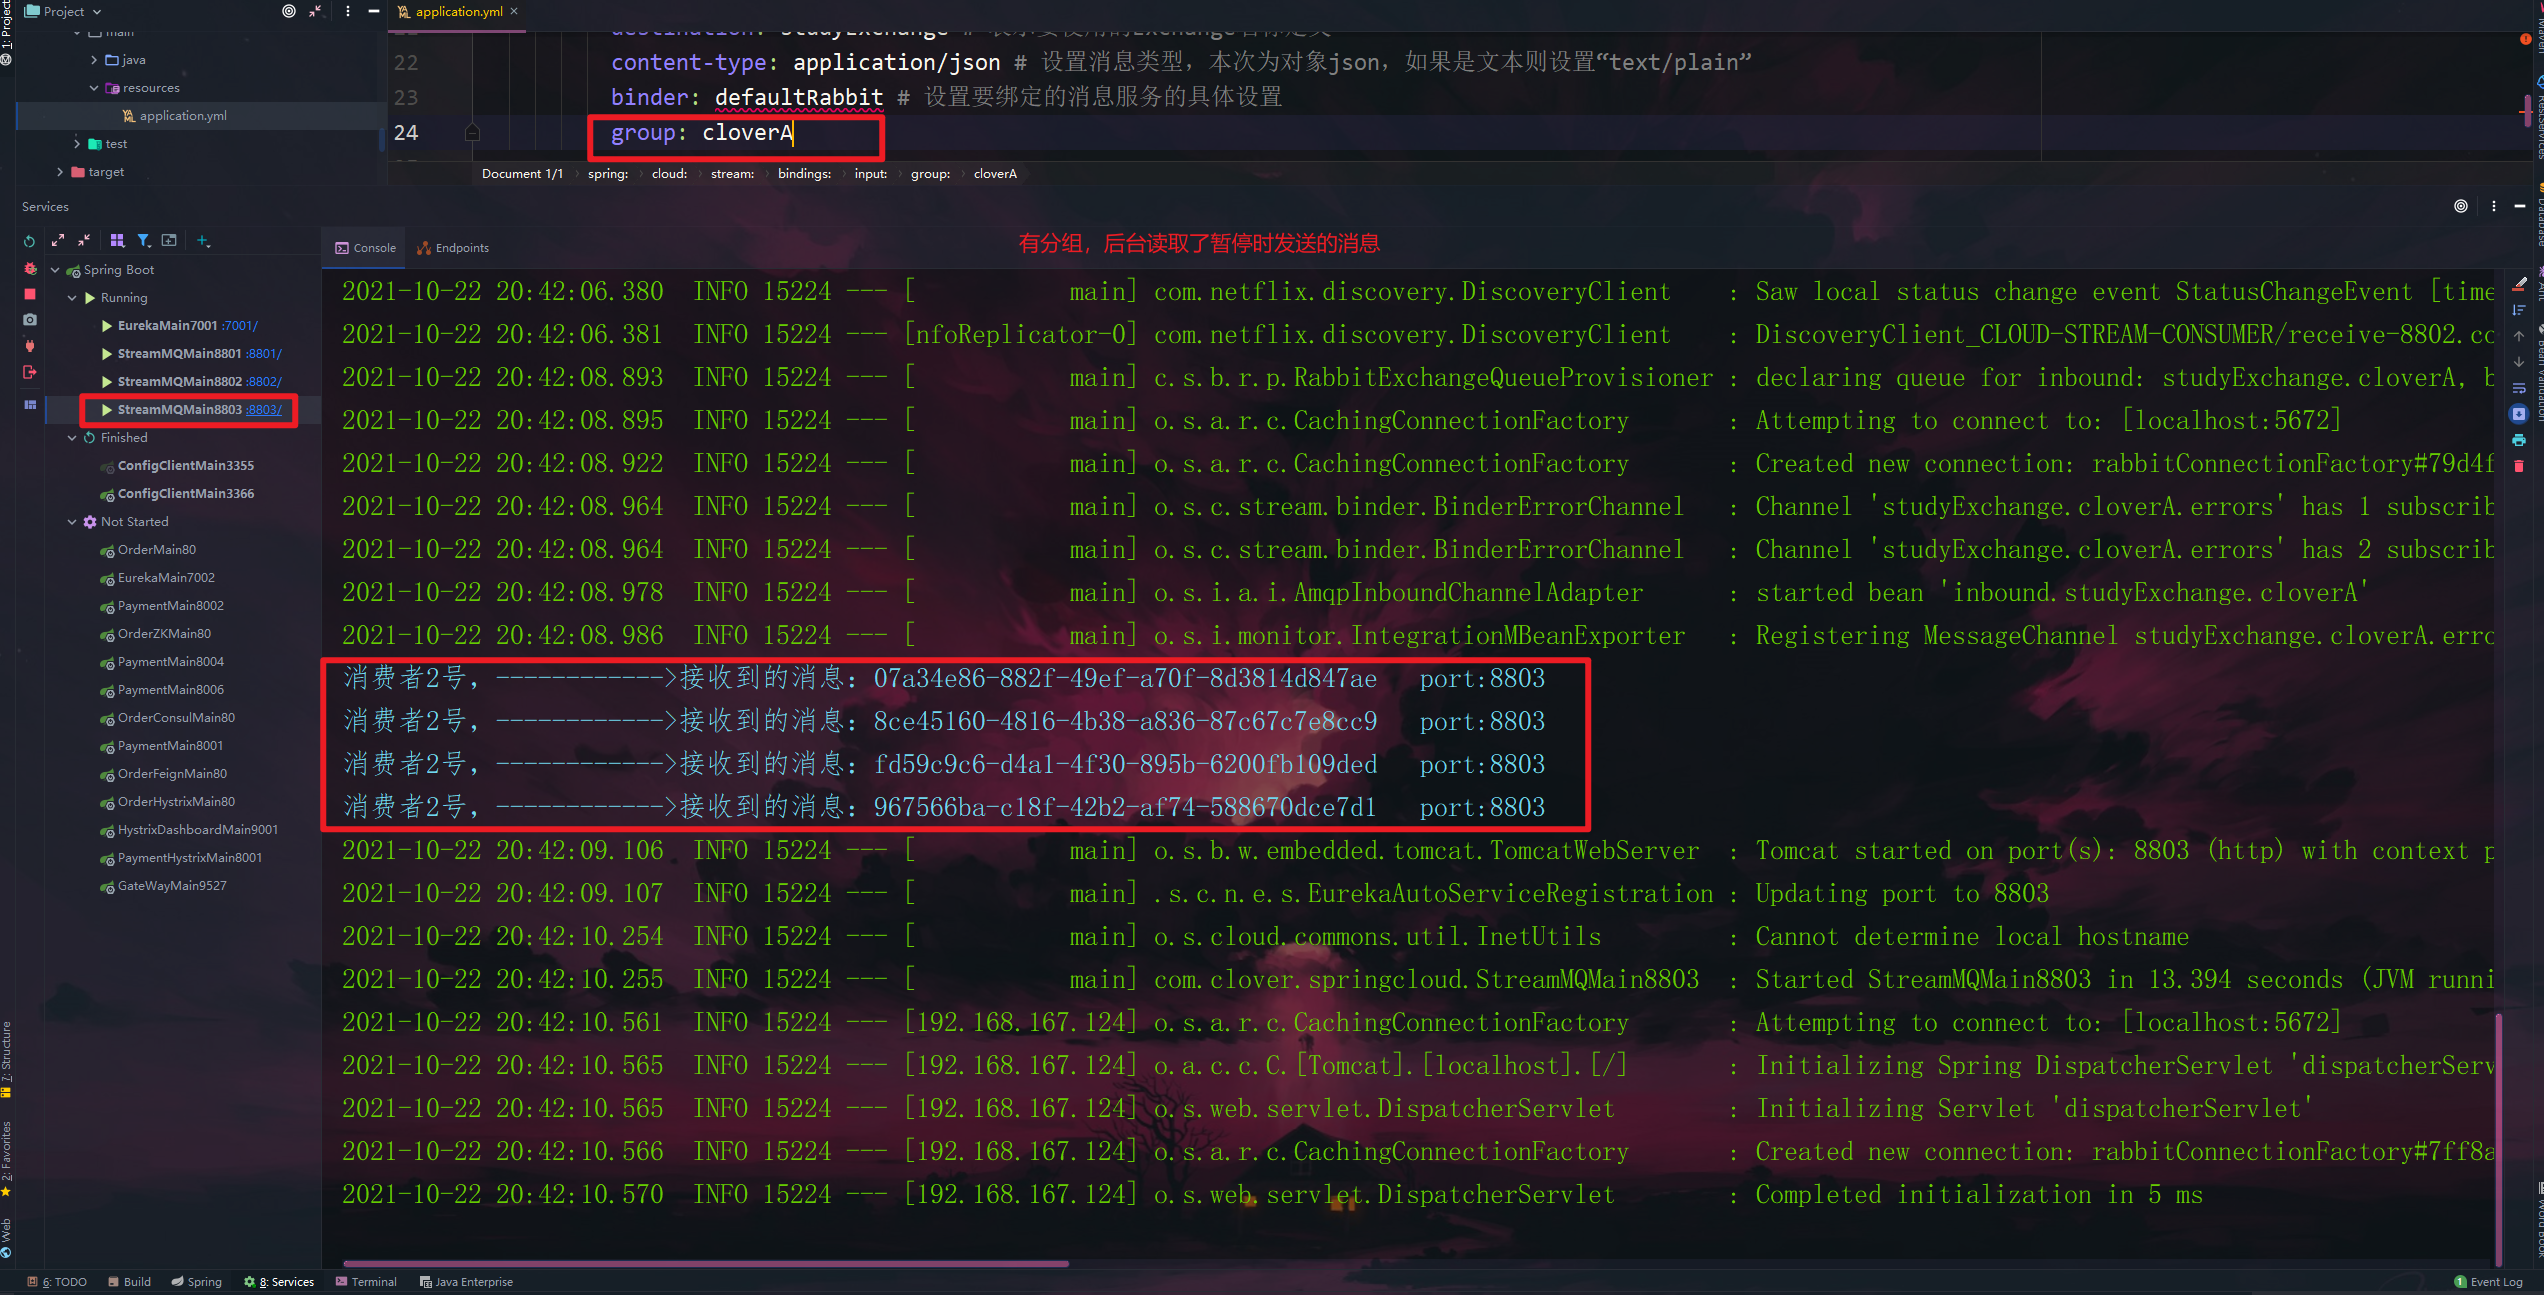 Project
application.yml
main
java
resources
application.yml
test
target
22 content-type: application/json # 设置消息类型，本次为对象json，如果是文本则设置“text/plain”
23 binder: defaultRabbit # 设置要绑定的消息服务的具体设置
24 group: cloverA
Document 1/1 spring: cloud: stream: bindings: input: group: cloverA
Services
Console Endpoints
有分组，后台读取了暂停时发送的消息
Spring Boot
Running
EurekaMain7001 :7001/
StreamMQMain8801 :8801/
StreamMQMain8802 :8802/
StreamMQMain8803 :8803/
Finished
ConfigClientMain3355
ConfigClientMain3366
Not Started
OrderMain80
EurekaMain7002
PaymentMain8002
OrderZKMain80
PaymentMain8004
PaymentMain8006
OrderConsulMain80
PaymentMain8001
OrderFeignMain80
OrderHystrixMain80
HystrixDashboardMain9001
PaymentHystrixMain8001
GateWayMain9527
2021-10-22 20:42:06.380 INFO 15224 --- [ main] com.netflix.discovery.DiscoveryClient : Saw local status change event StatusChangeEvent [time
2021-10-22 20:42:06.381 INFO 15224 --- [nfoReplicator-0] com.netflix.discovery.DiscoveryClient : DiscoveryClient_CLOUD-STREAM-CONSUMER/receive-8802.co
2021-10-22 20:42:08.893 INFO 15224 --- [ main] c.s.b.r.p.RabbitExchangeQueueProvisioner : declaring queue for inbound: studyExchange.cloverA, b
2021-10-22 20:42:08.895 INFO 15224 --- [ main] o.s.a.r.c.CachingConnectionFactory : Attempting to connect to: [localhost:5672]
2021-10-22 20:42:08.922 INFO 15224 --- [ main] o.s.a.r.c.CachingConnectionFactory : Created new connection: rabbitConnectionFactory#79d4f
2021-10-22 20:42:08.964 INFO 15224 --- [ main] o.s.c.stream.binder.BinderErrorChannel : Channel 'studyExchange.cloverA.errors' has 1 subscrib
2021-10-22 20:42:08.964 INFO 15224 --- [ main] o.s.c.stream.binder.BinderErrorChannel : Channel 'studyExchange.cloverA.errors' has 2 subscrib
2021-10-22 20:42:08.978 INFO 15224 --- [ main] o.s.i.a.i.AmqpInboundChannelAdapter : started bean 'inbound.studyExchange.cloverA'
2021-10-22 20:42:08.986 INFO 15224 --- [ main] o.s.i.monitor.IntegrationMBeanExporter : Registering MessageChannel studyExchange.cloverA.erro
消费者2号，------------>接收到的消息：07a34e86-882f-49ef-a70f-8d3814d847ae port:8803
消费者2号，------------>接收到的消息：8ce45160-4816-4b38-a836-87c67c7e8cc9 port:8803
消费者2号，------------>接收到的消息：fd59c9c6-d4a1-4f30-895b-6200fb109ded port:8803
消费者2号，------------>接收到的消息：967566ba-c18f-42b2-af74-588670dce7d1 port:8803
2021-10-22 20:42:09.106 INFO 15224 --- [ main] o.s.b.w.embedded.tomcat.TomcatWebServer : Tomcat started on port(s): 8803 (http) with context p
2021-10-22 20:42:09.107 INFO 15224 --- [ main] .s.c.n.e.s.EurekaAutoServiceRegistration : Updating port to 8803
2021-10-22 20:42:10.254 INFO 15224 --- [ main] o.s.cloud.commons.util.InetUtils : Cannot determine local hostname
2021-10-22 20:42:10.255 INFO 15224 --- [ main] com.clover.springcloud.StreamMQMain8803 : Started StreamMQMain8803 in 13.394 seconds (JVM runni
2021-10-22 20:42:10.561 INFO 15224 --- [192.168.167.124] o.s.a.r.c.CachingConnectionFactory : Attempting to connect to: [localhost:5672]
2021-10-22 20:42:10.565 INFO 15224 --- [192.168.167.124] o.a.c.c.C.[Tomcat].[localhost].[/] : Initializing Spring DispatcherServlet 'dispatcherServ
2021-10-22 20:42:10.565 INFO 15224 --- [192.168.167.124] o.s.web.servlet.DispatcherServlet : Initializing Servlet 'dispatcherServlet'
2021-10-22 20:42:10.566 INFO 15224 --- [192.168.167.124] o.s.a.r.c.CachingConnectionFactory : Created new connection: rabbitConnectionFactory#7ff8a
2021-10-22 20:42:10.570 INFO 15224 --- [192.168.167.124] o.s.web.servlet.DispatcherServlet : Completed initialization in 5 ms
1: Project
7: Structure
2: Favorites
Web
6: TODO Build Spring 8: Services Terminal Java Enterprise
1 Event Log